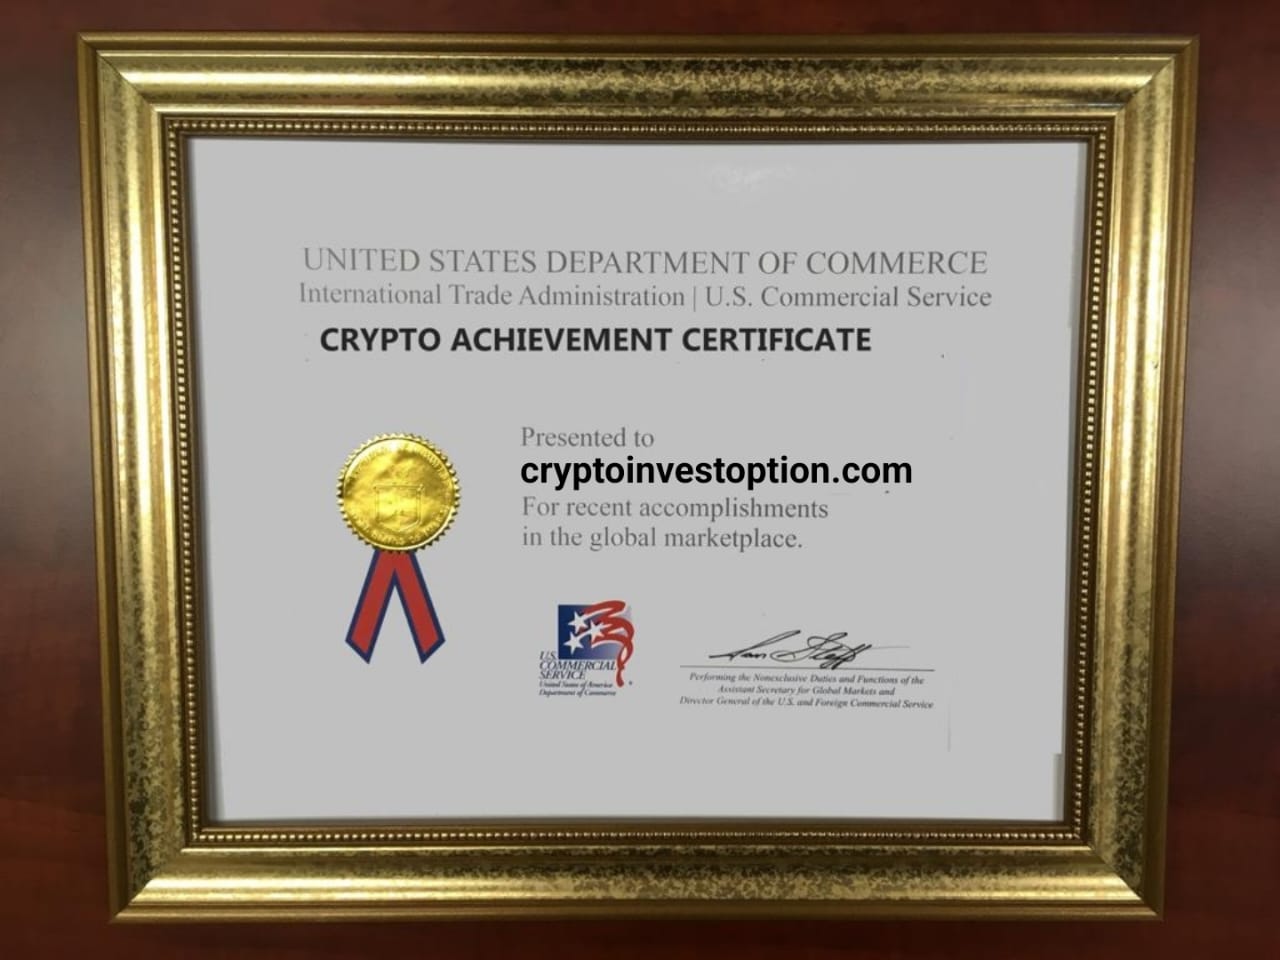 UNITED STATES DEPARTMENT OF COMMERCE
International Trade Administration | U.S. Commercial Service
CRYPTO ACHIEVEMENT CERTIFICATE
Presented to
cryptoinvestoption.com
For recent accomplishments
in the global marketplace.
U.S.
COMMERCIAL
SERVICE
United States of America
Department of Commerce
Performing the Nonexclusive Duties and Functions of the
Assistant Secretary for Global Markets and
Director General of the U.S. and Foreign Commercial Service